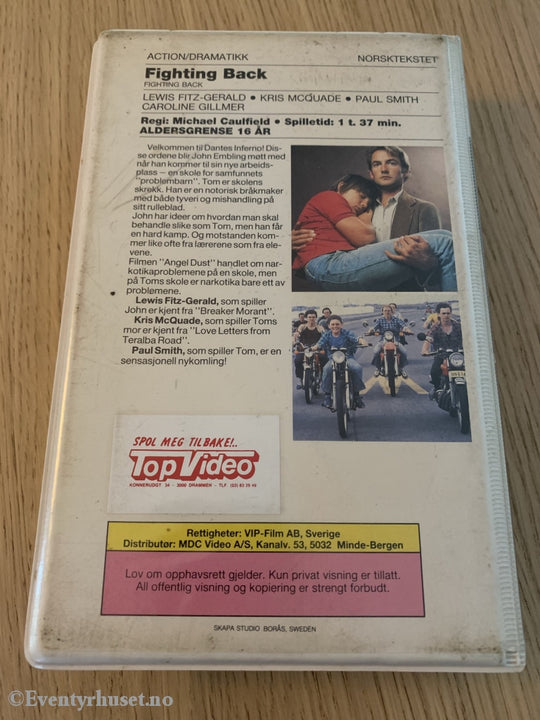 ACTION/DRAMATIKK NORSKTEKSTET
Fighting Back
FIGHTING BACK
LEWIS FITZ-GERALD • KRIS MCQUADE • PAUL SMITH
CAROLINE GILLMER
Regi: Michael Caulfield • Spilletid: 1 t. 37 min.
ALDERSGRENSE 16 ÅR
Velkommen til Dantes Inferno! Dis-
se ordene blir John Embling møtt med
når han kommer til sin nye arbeids-
plass – en skole for samfunnets
"problembarn". Tom er skolens
skrekk. Han er en notorisk bråkmaker
med både tyveri og mishandling på
sitt rulleblad.
John har ideer om hvordan man skal
behandle slike som Tom, men han får
en hard kamp. Og motstanden kom-
mer like ofte fra lærerene som fra ele-
vene.
Filmen "Angel Dust" handlet om nar-
kotikaproblemene på en skole, men
på Toms skole er narkotika bare ett av
problemene.
Lewis Fitz-Gerald, som spiller
John er kjent fra "Breaker Morant".
Kris McQuade, som spiller Toms
mor er kjent fra "Love Letters from
Teralba Road".
Paul Smith, som spiller Tom, er en
sensasjonell nykomling!
SPOL MEG TILBAKE!..
Top Video
KONNERUDGT 34 - 3000 DRAMMEN - TLF. (03) 83 25 49
Rettigheter: VIP-Film AB, Sverige
Distributør: MDC Video A/S, Kanalv. 53, 5032 Minde-Bergen
Lov om opphavsrett gjelder. Kun privat visning er tillatt.
All offentlig visning og kopiering er strengt forbudt.
SKAPA STUDIO BORÅS, SWEDEN
©Eventyrhuset.no